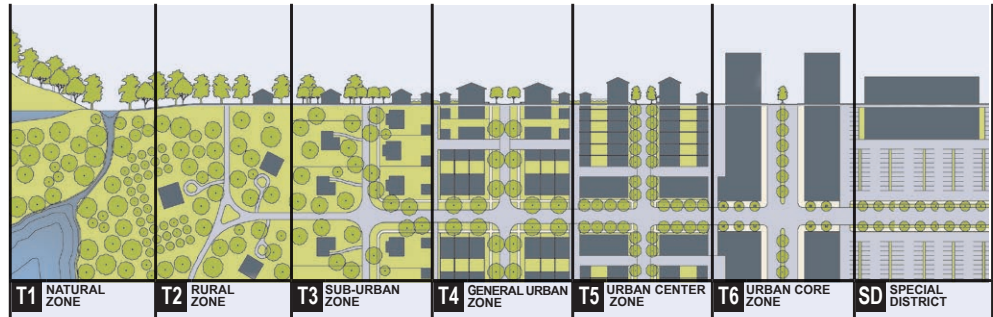 T1 NATURAL
ZONE
T2 RURAL
ZONE
T3 SUB-URBAN
ZONE
T4 GENERAL URBAN
ZONE
T5 URBAN CENTER
ZONE
T6 URBAN CORE
ZONE
SD SPECIAL
DISTRICT